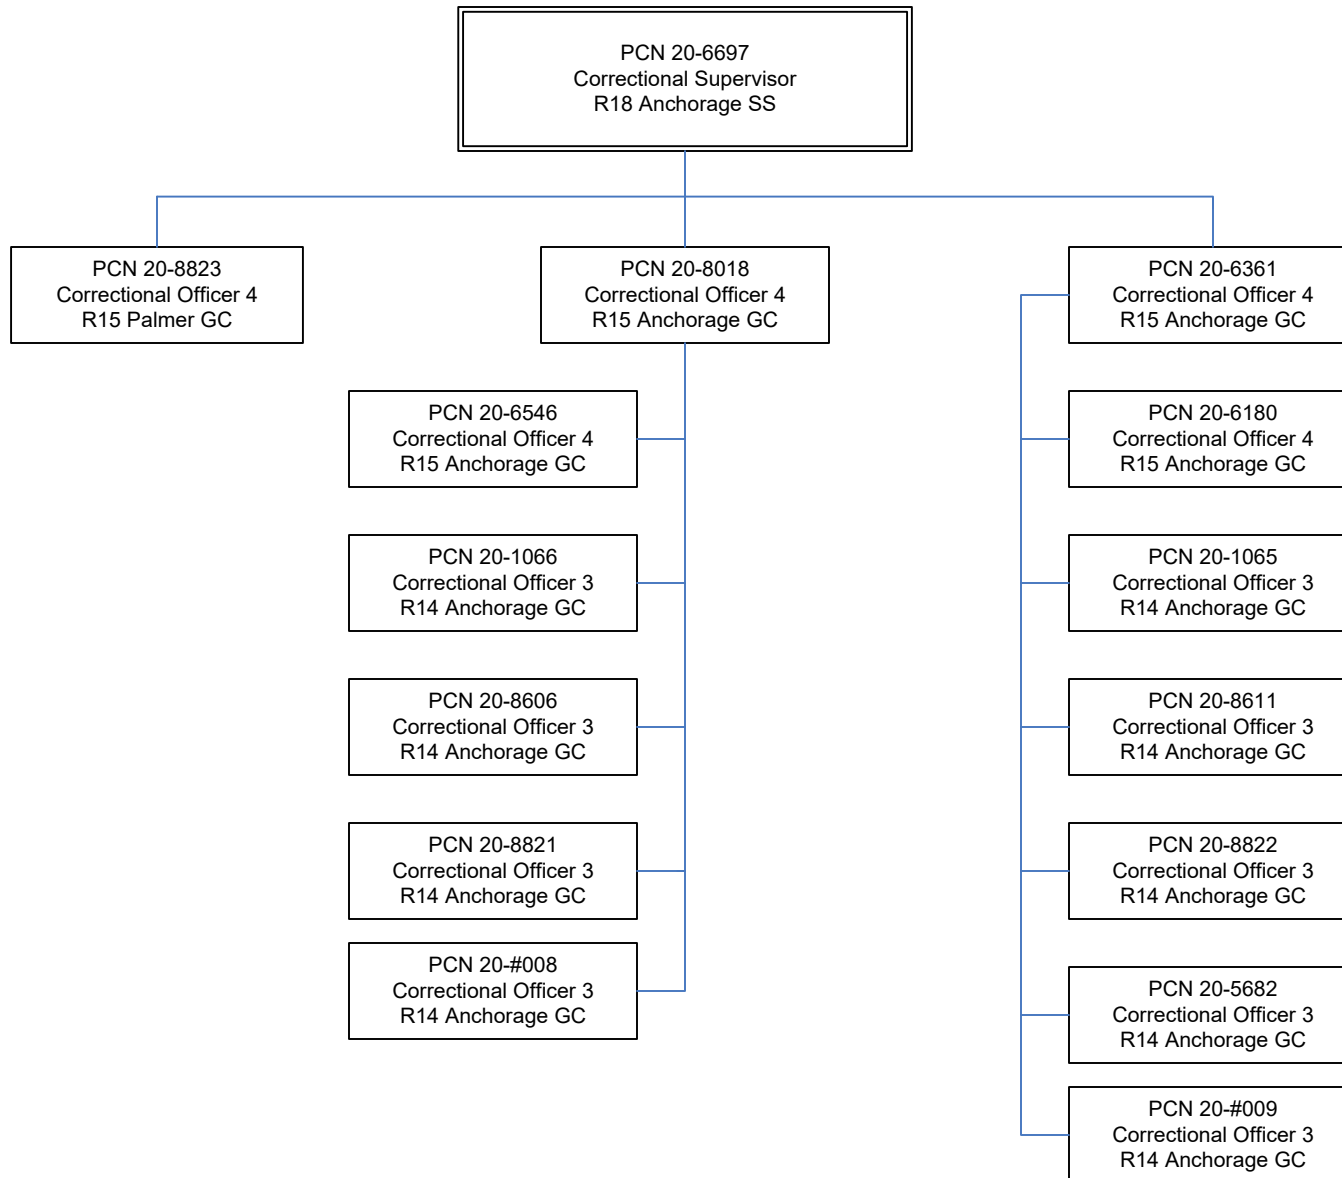 PCN 20-6697
Correctional Supervisor
R18 Anchorage SS
PCN 20-8823
Correctional Officer 4
R15 Palmer GC
PCN 20-8018
Correctional Officer 4
R15 Anchorage GC
PCN 20-6361
Correctional Officer 4
R15 Anchorage GC
PCN 20-6546
Correctional Officer 4
R15 Anchorage GC
PCN 20-6180
Correctional Officer 4
R15 Anchorage GC
PCN 20-1066
Correctional Officer 3
R14 Anchorage GC
PCN 20-1065
Correctional Officer 3
R14 Anchorage GC
PCN 20-8606
Correctional Officer 3
R14 Anchorage GC
PCN 20-8611
Correctional Officer 3
R14 Anchorage GC
PCN 20-8821
Correctional Officer 3
R14 Anchorage GC
PCN 20-8822
Correctional Officer 3
R14 Anchorage GC
PCN 20-#008
Correctional Officer 3
R14 Anchorage GC
PCN 20-5682
Correctional Officer 3
R14 Anchorage GC
PCN 20-#009
Correctional Officer 3
R14 Anchorage GC